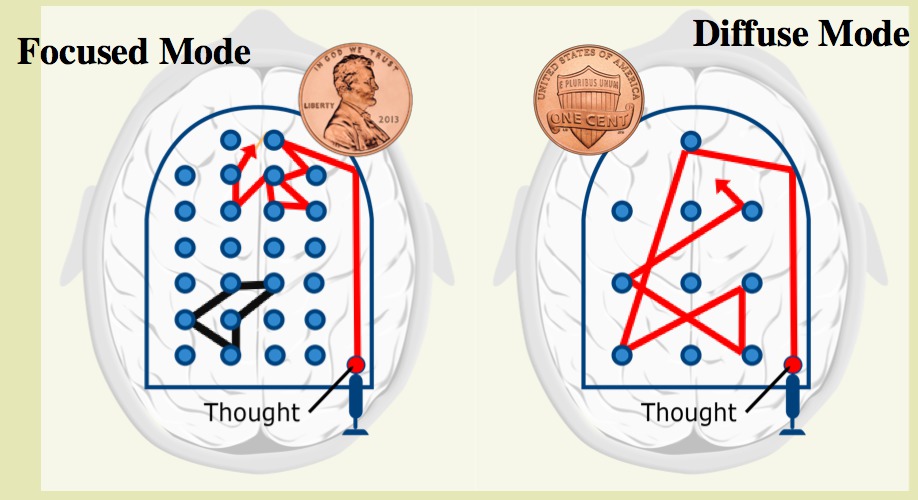 Focused Mode
Diffuse Mode
IN GOD WE TRUST
LIBERTY
2013
UNITED STATES OF AMERICA
E PLURIBUS UNUM
ONE CENT
Thought
Thought